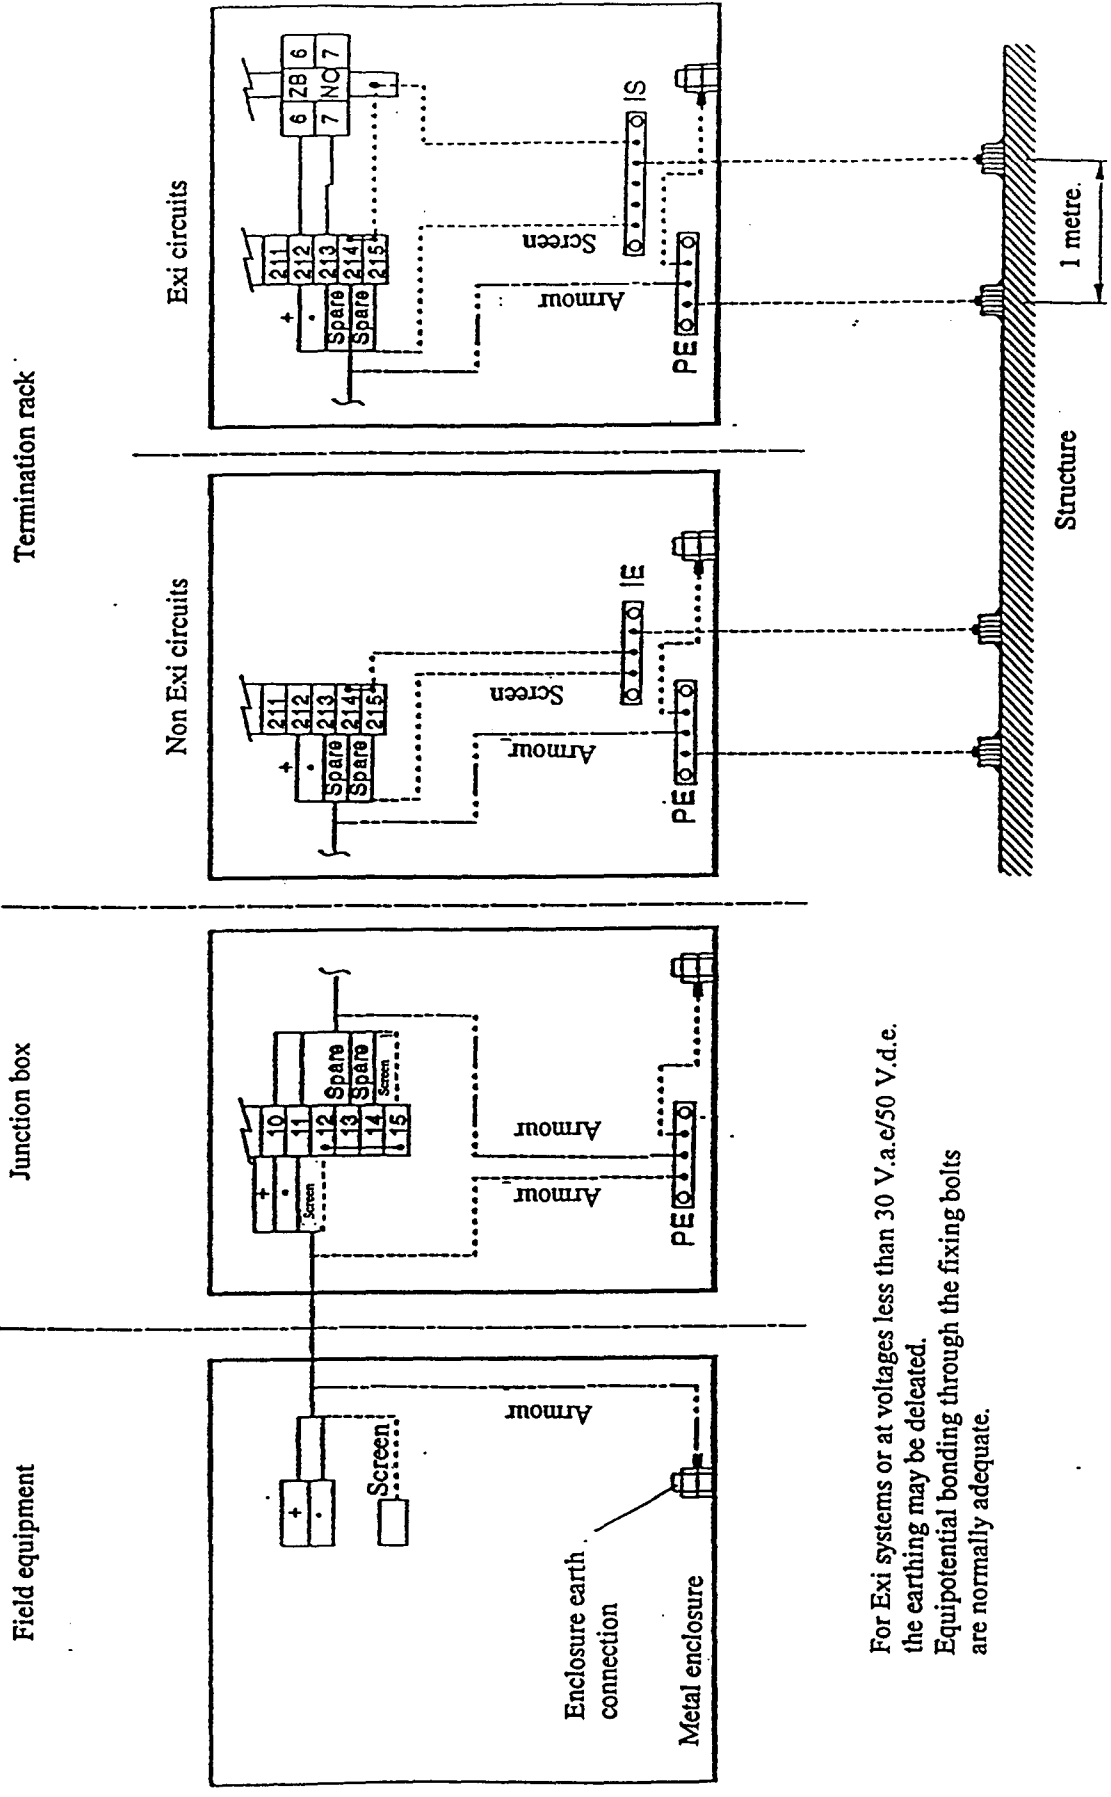 Field equipment
Junction box
Termination rack
Non Exi circuits
Exi circuits
+
-
Screen
Armour
Enclosure earth
connection
Metal enclosure
+
-
Screen
10
11
12
13
14
15
Spare
Spare
Screen
Armour
Armour
PE
+
-
Spare
Spare
211
212
213
214
215
Screen
Armour
IE
PE
+
-
Spare
Spare
211
212
213
214
215
6 ZB 6
7 NC 7
Screen
Armour
IS
PE
Structure
1 metre.
For Exi systems or at voltages less than 30 V.a.e/50 V.d.e.
the earthing may be deleated.
Equipotential bonding through the fixing bolts
are normally adequate.